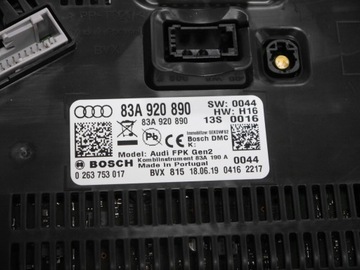 83A 920 890
83A 920 890
SW: 0044
HW: H16
13S 0016
Bosch DMC
K:
Model: Audi FPK Gen2
BOSCH
Kombiinstrument 83A 190 A
Made in Portugal
0044
0 263 753 017
BVX 815 18.06.19 0416 2217